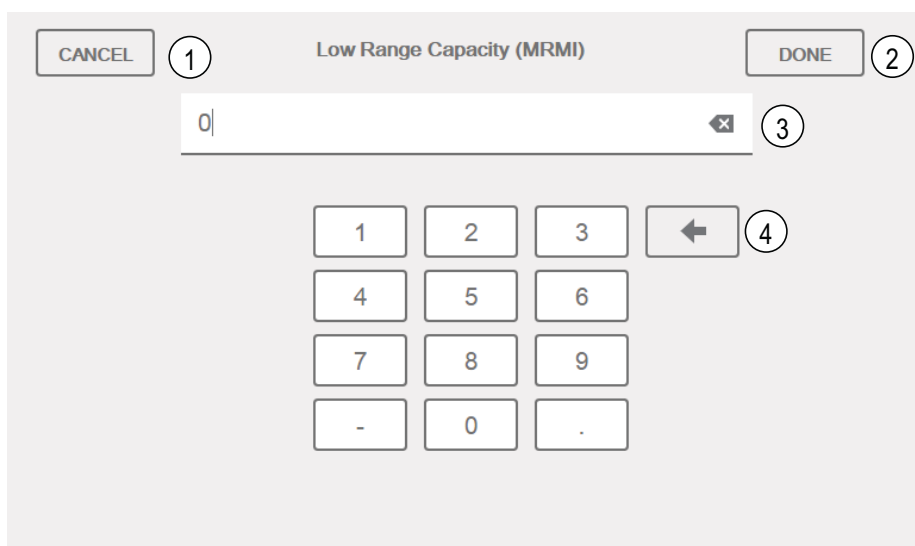 CANCEL 1 Low Range Capacity (MRMI) DONE 2
0 3
1 2 3 4
4 5 6
7 8 9
- 0 .